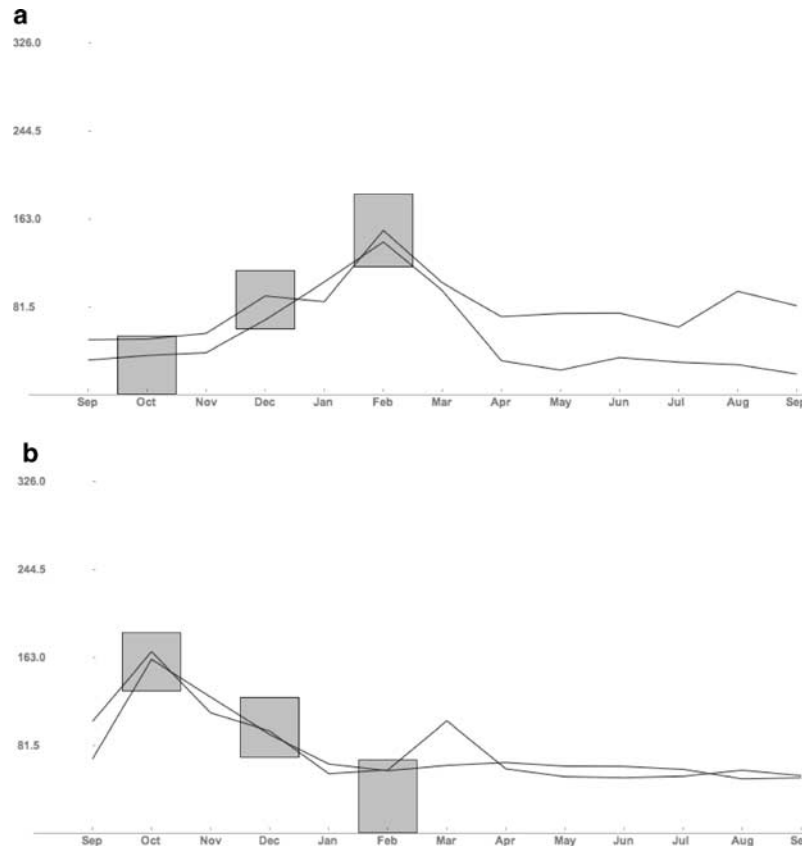 a
326.0
244.5
163.0
81.5
Sep Oct Nov Dec Jan Feb Mar Apr May Jun Jul Aug Sep
b
326.0
244.5
163.0
81.5
Sep Oct Nov Dec Jan Feb Mar Apr May Jun Jul Aug Se